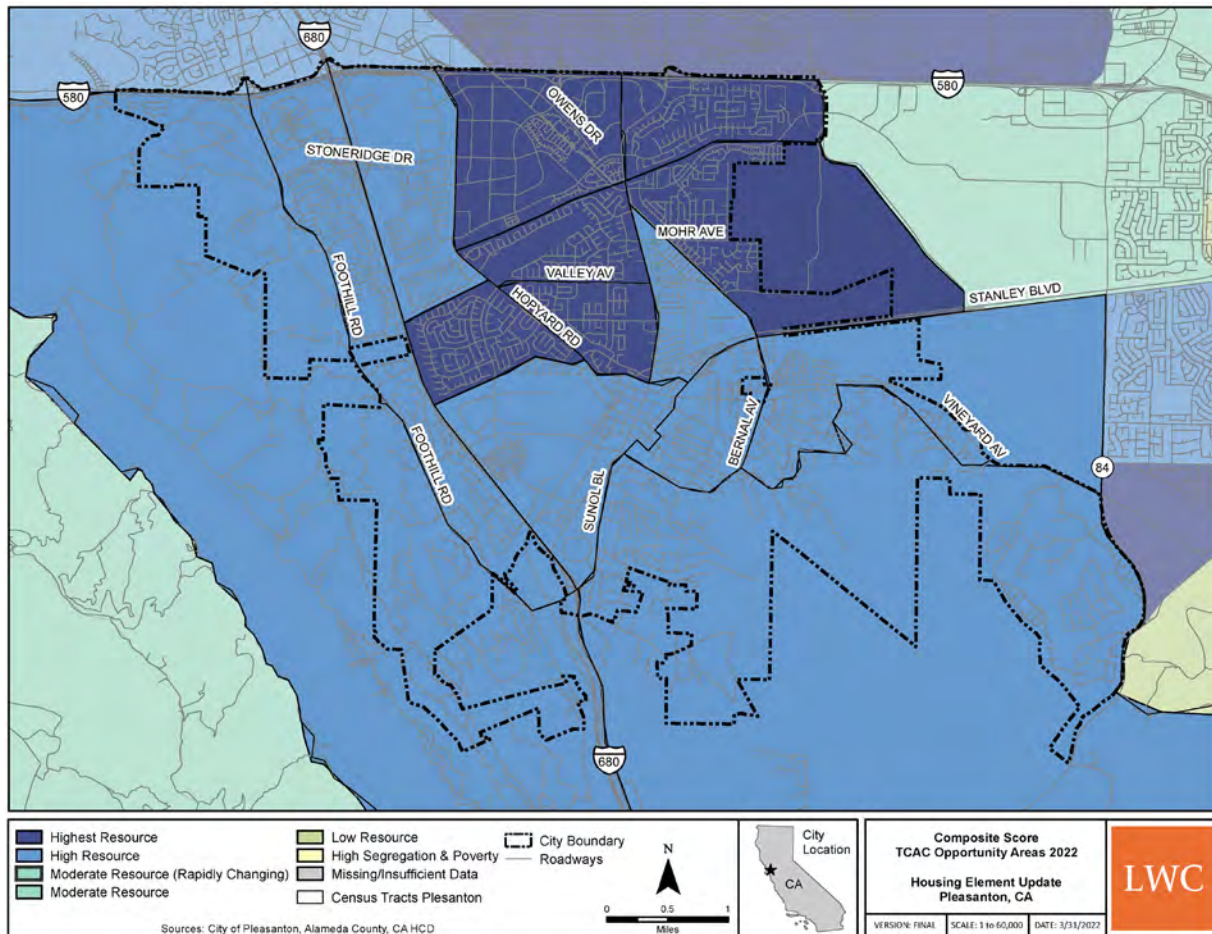 680
580
580
OWENS DR
STONERIDGE DR
MOHR AVE
VALLEY AV
FOOTHILL RD
HOPYARD RD
STANLEY BLVD
BERNAL AV
VINEYARD AV
FOOTHILL RD
SUNOL BL
84
680
Highest Resource
High Resource
Moderate Resource (Rapidly Changing)
Moderate Resource
Low Resource
High Segregation & Poverty
Missing/Insufficient Data
Census Tracts Plesanton
City Boundary
Roadways
N
0 0.5 1
Miles
City
Location
CA
Sources: City of Pleasanton, Alameda County, CA HCD
Composite Score
TCAC Opportunity Areas 2022
Housing Element Update
Pleasanton, CA
VERSION: FINAL
SCALE: 1 to 60,000
DATE: 3/31/2022
LWC